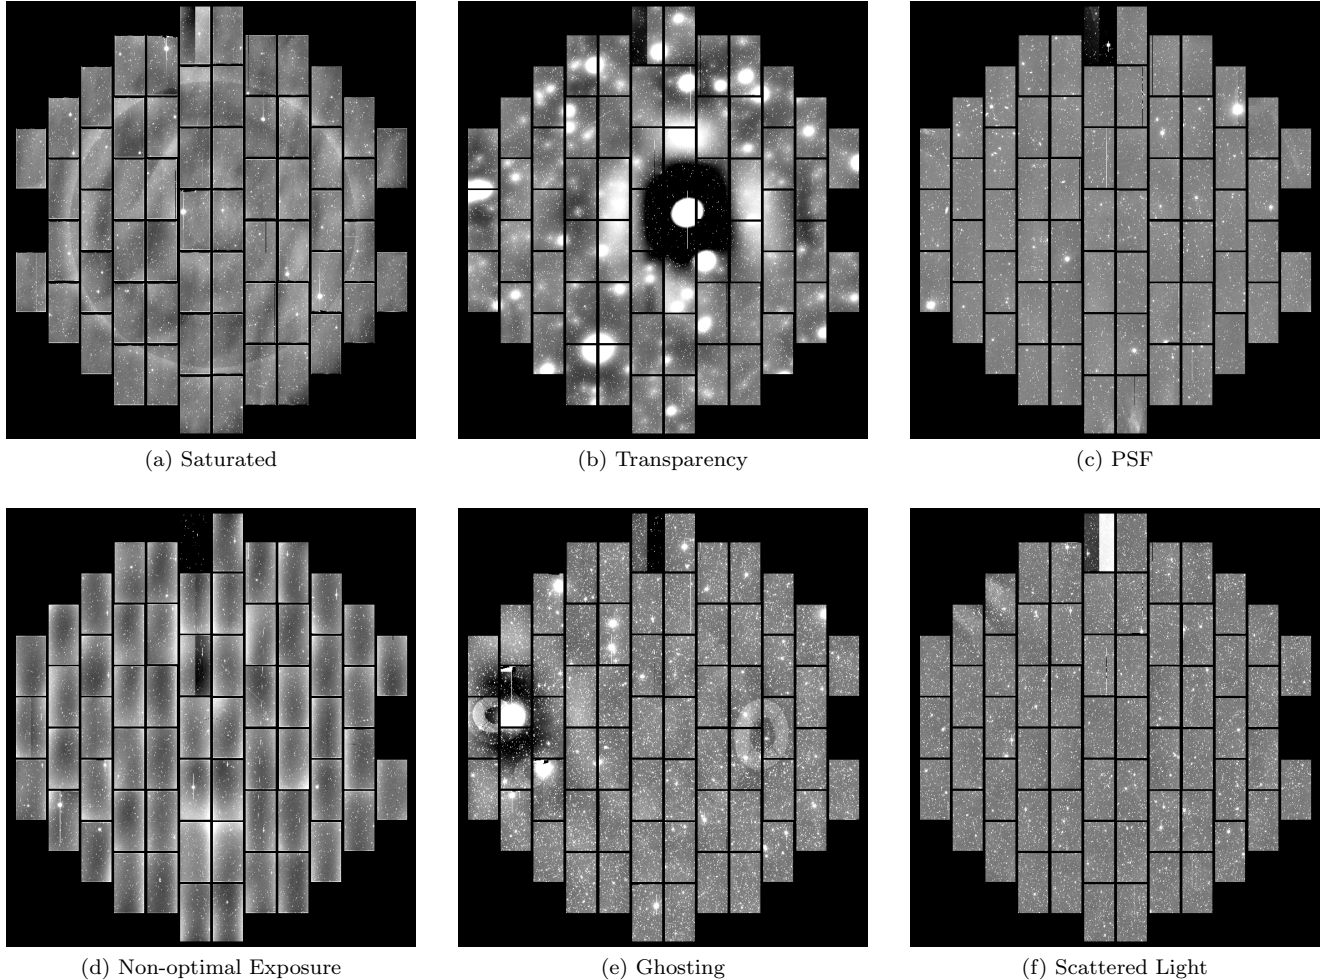 (a) Saturated
(b) Transparency
(c) PSF
(d) Non-optimal Exposure
(e) Ghosting
(f) Scattered Light